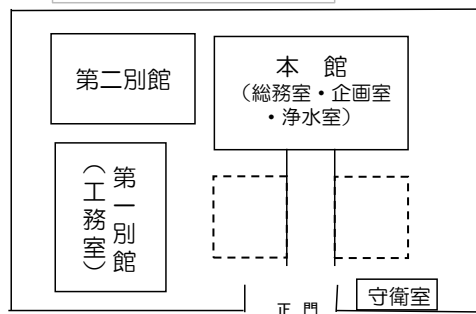 第二別館
本　館
（総務室・企画室
・浄水室）
第一別館
（工務室）
守衛室
正　門